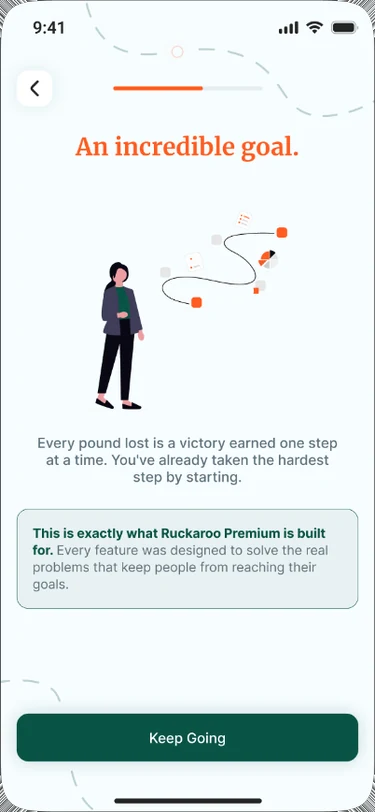 9:41
An incredible goal.
Every pound lost is a victory earned one step
at a time. You've already taken the hardest
step by starting.
This is exactly what Ruckaroo Premium is built
for. Every feature was designed to solve the real
problems that keep people from reaching their
goals.
Keep Going